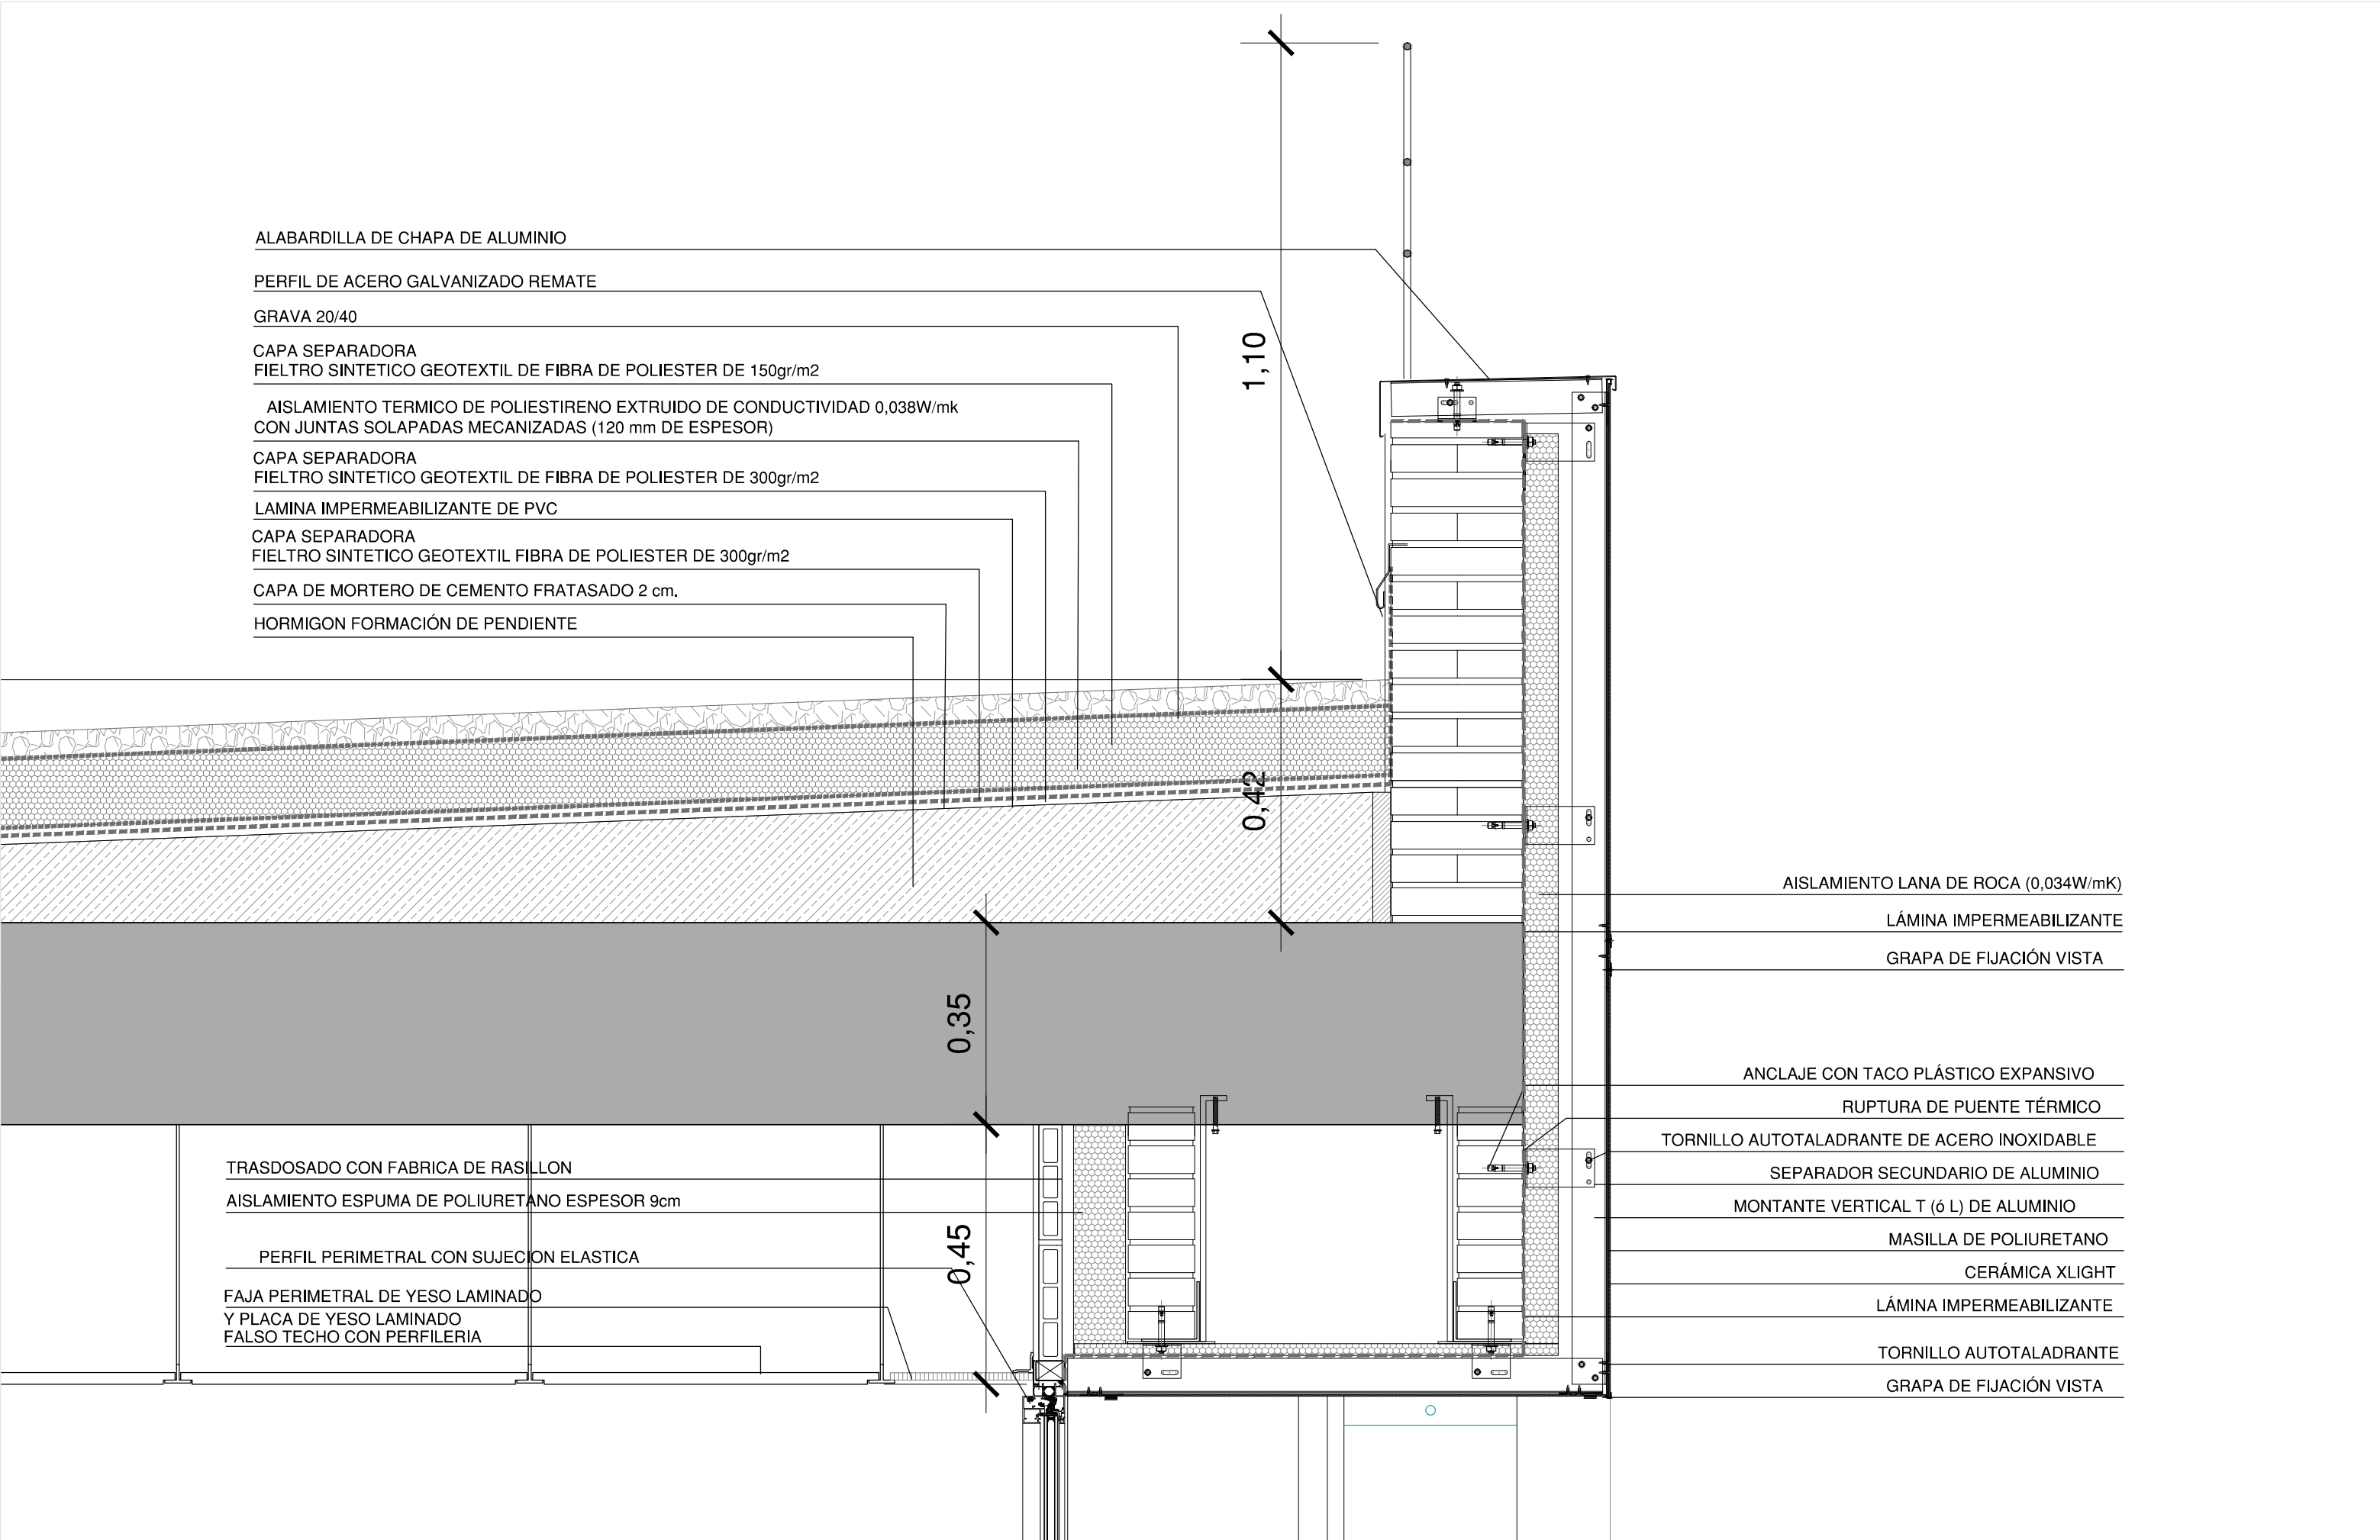 ALABARDILLA DE CHAPA DE ALUMINIO
PERFIL DE ACERO GALVANIZADO REMATE
GRAVA 20/40
CAPA SEPARADORA
FIELTRO SINTETICO GEOTEXTIL DE FIBRA DE POLIESTER DE 150gr/m2
AISLAMIENTO TERMICO DE POLIESTIRENO EXTRUIDO DE CONDUCTIVIDAD 0,038W/mk
CON JUNTAS SOLAPADAS MECANIZADAS (120 mm DE ESPESOR)
CAPA SEPARADORA
FIELTRO SINTETICO GEOTEXTIL DE FIBRA DE POLIESTER DE 300gr/m2
LAMINA IMPERMEABILIZANTE DE PVC
CAPA SEPARADORA
FIELTRO SINTETICO GEOTEXTIL FIBRA DE POLIESTER DE 300gr/m2
CAPA DE MORTERO DE CEMENTO FRATASADO 2 cm.
HORMIGON FORMACIÓN DE PENDIENTE
1,10
0,42
0,35
0,45
TRASDOSADO CON FABRICA DE RASILLON
AISLAMIENTO ESPUMA DE POLIURETANO ESPESOR 9cm
PERFIL PERIMETRAL CON SUJECION ELASTICA
FAJA PERIMETRAL DE YESO LAMINADO
Y PLACA DE YESO LAMINADO
FALSO TECHO CON PERFILERIA
AISLAMIENTO LANA DE ROCA (0,034W/mK)
LÁMINA IMPERMEABILIZANTE
GRAPA DE FIJACIÓN VISTA
ANCLAJE CON TACO PLÁSTICO EXPANSIVO
RUPTURA DE PUENTE TÉRMICO
TORNILLO AUTOTALADRANTE DE ACERO INOXIDABLE
SEPARADOR SECUNDARIO DE ALUMINIO
MONTANTE VERTICAL T (ó L) DE ALUMINIO
MASILLA DE POLIURETANO
CERÁMICA XLIGHT
LÁMINA IMPERMEABILIZANTE
TORNILLO AUTOTALADRANTE
GRAPA DE FIJACIÓN VISTA